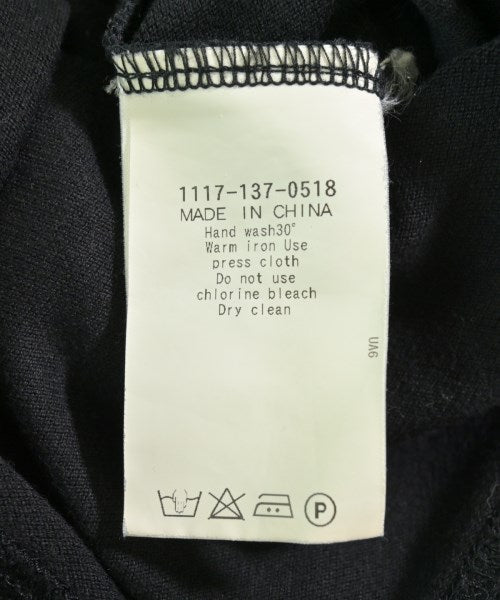 1117-137-0518
MADE IN CHINA
Hand wash30°
Warm iron Use
press cloth
Do not use
chlorine bleach
Dry clean
UA6
P